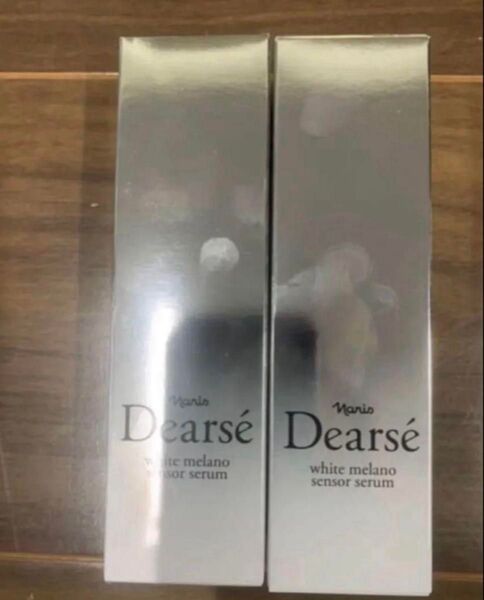 Naris
Dearsé
white melano
sensor serum
Naris
Dearsé
white melano
sensor serum